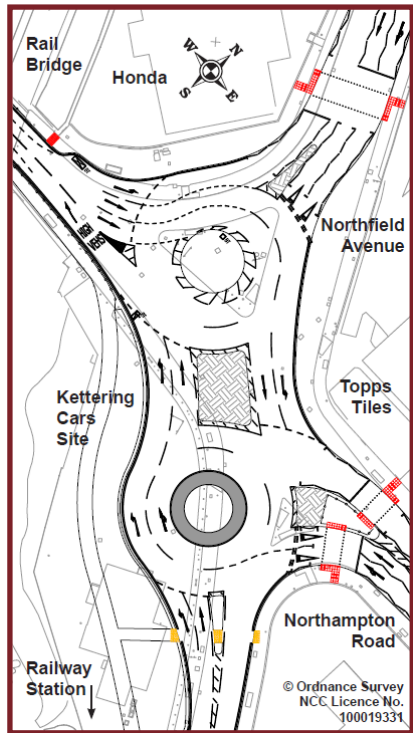 Rail
Bridge
Honda
N
W
E
S
Northfield
Avenue
Kettering
Cars
Site
Topps
Tiles
Northampton
Road
Railway
Station
© Ordnance Survey
NCC Licence No.
100019331